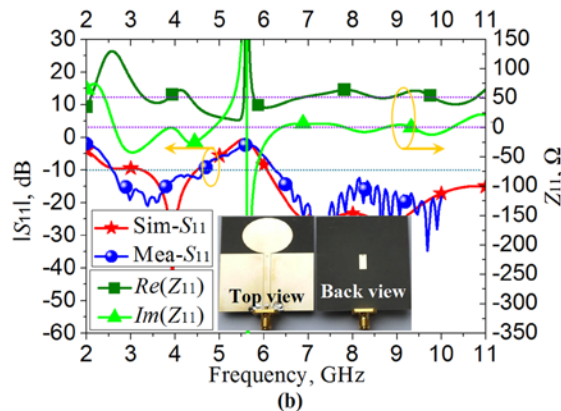 2 3 4 5 6 7 8 9 10 11
30 20 10 0 -10 -20 -30 -40 -50 -60
|S11|, dB
150 100 50 0 -50 -100 -150 -200 -250 -300 -350
Z11, Ω
Sim-S11
Mea-S11
Re(Z11)
Im(Z11)
Top view
Back view
2 3 4 5 6 7 8 9 10 11
Frequency, GHz
(b)